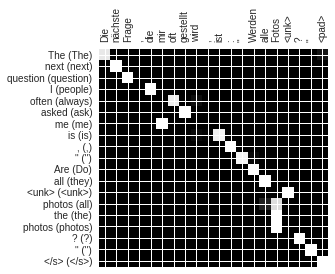 Die
nächste
Frage
,
die
mir
oft
gestellt
wird
,
ist
:
"
Werden
alle
Fotos
<unk>
?
"
<pad>
The (The)
next (next)
question (question)
I (people)
often (always)
asked (ask)
me (me)
is (is)
, (,)
" (")
Are (Do)
all (they)
<unk> (<unk>)
photos (all)
the (the)
photos (photos)
? (?)
" (")
</s> (</s>)